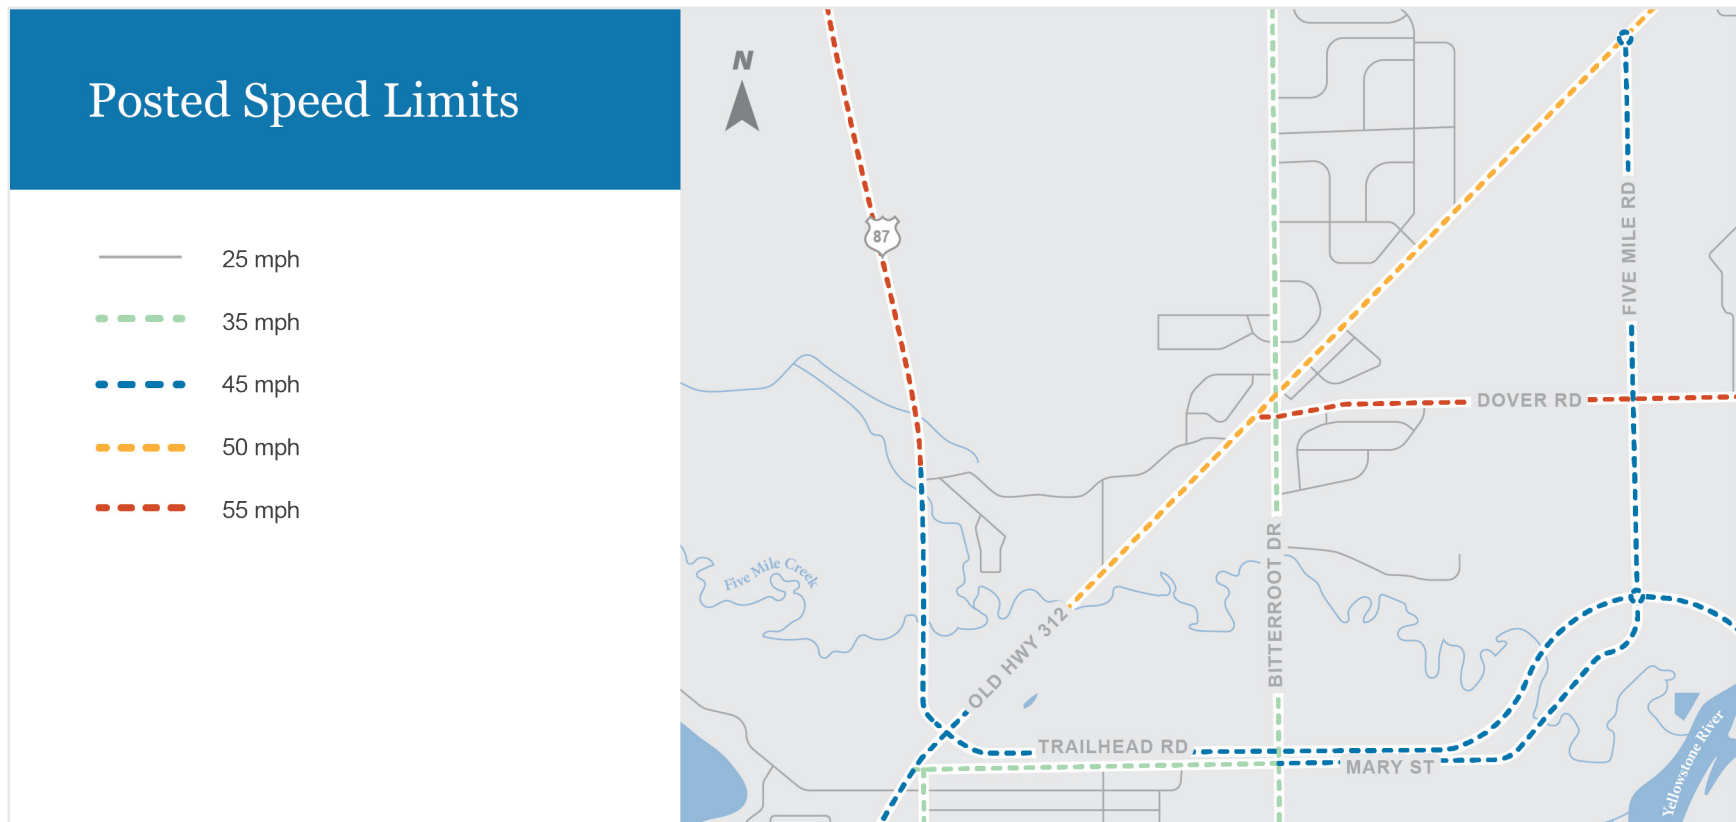 Posted Speed Limits
25 mph
35 mph
45 mph
50 mph
55 mph
N
87
FIVE MILE RD
DOVER RD
Five Mile Creek
OLD HWY 312
BITTERROOT DR
TRAILHEAD RD
MARY ST
Yellowstone River